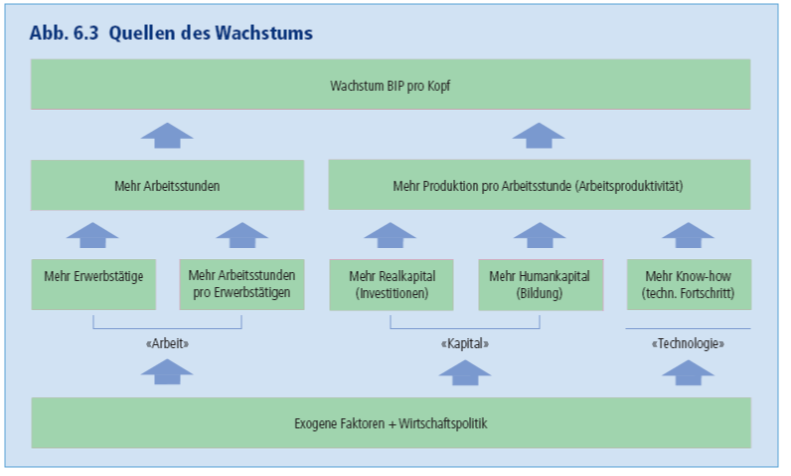 Abb. 6.3 Quellen des Wachstums
Wachstum BIP pro Kopf
Mehr Arbeitsstunden
Mehr Produktion pro Arbeitsstunde (Arbeitsproduktivität)
Mehr Erwerbstätige
Mehr Arbeitsstunden
pro Erwerbstätigen
Mehr Realkapital
(Investitionen)
Mehr Humankapital
(Bildung)
Mehr Know-how
(techn. Fortschritt)
«Arbeit»
«Kapital»
«Technologie»
Exogene Faktoren + Wirtschaftspolitik